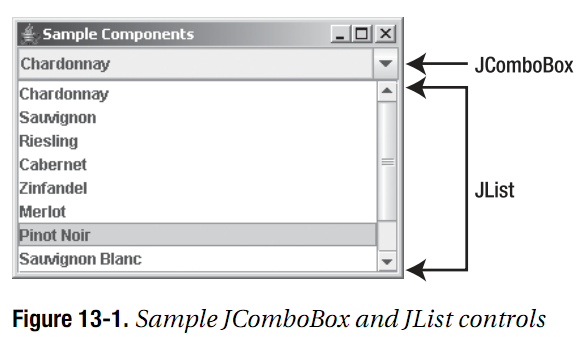 Sample Components
Chardonnay
JComboBox
Chardonnay
Sauvignon
Riesling
Cabernet
Zinfandel
Merlot
Pinot Noir
Sauvignon Blanc
JList
Figure 13-1. Sample JComboBox and JList controls